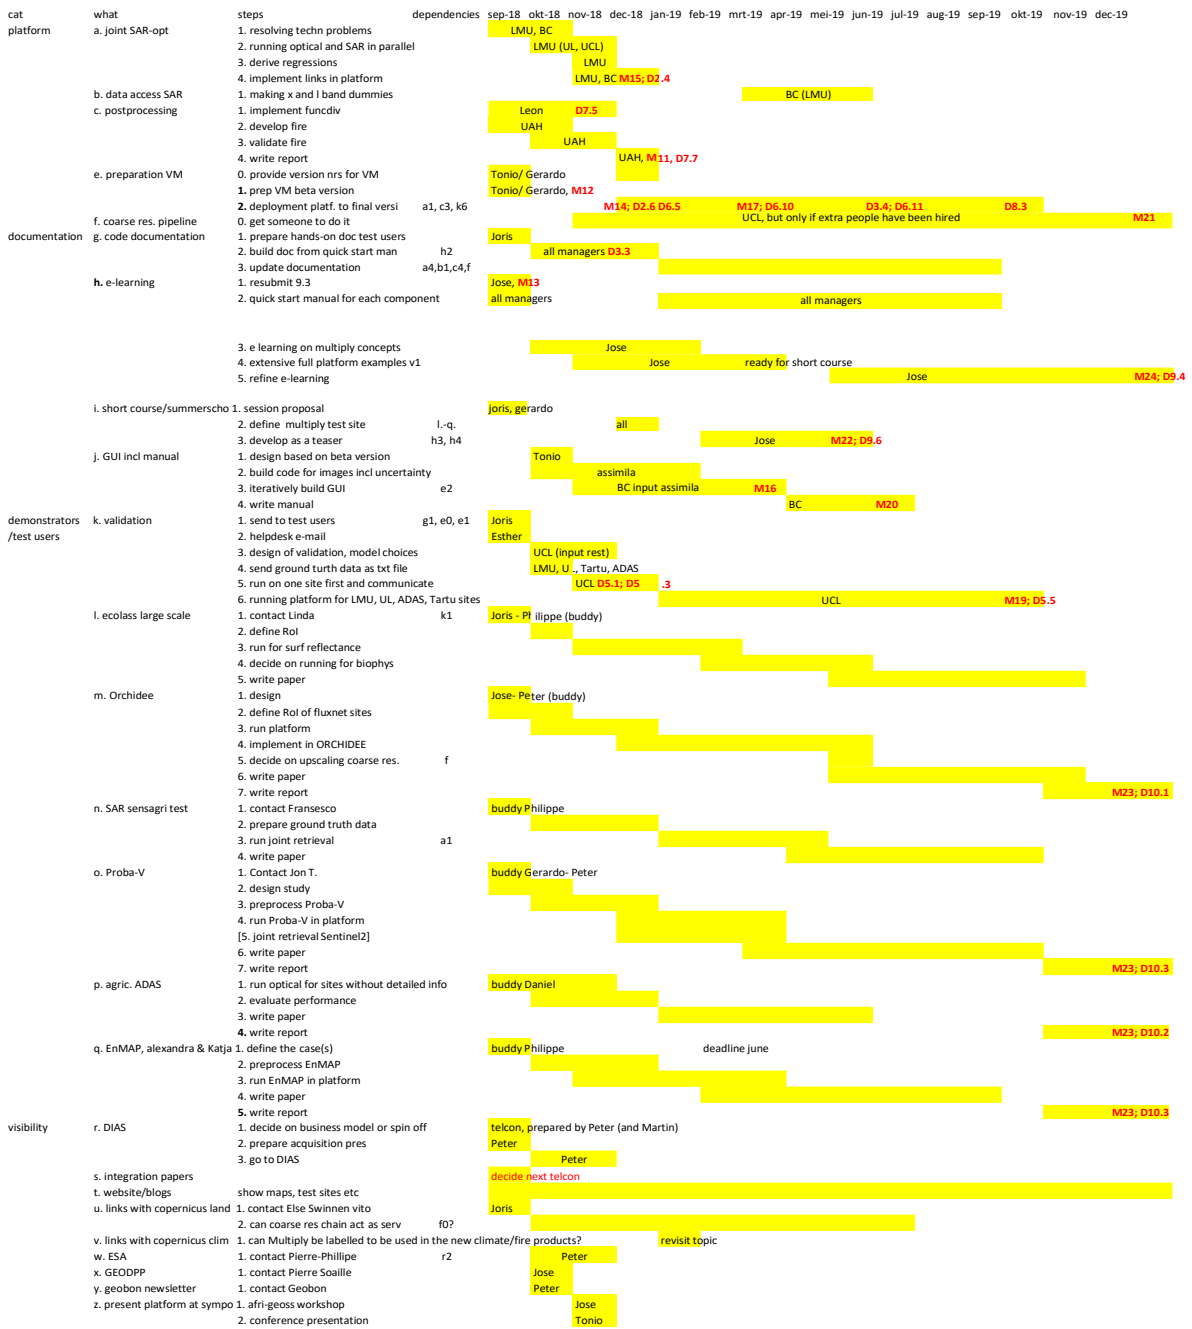 cat what steps dependencies sep-18 okt-18 nov-18 dec-18 jan-19 feb-19 mrt-19 apr-19 mei-19 jun-19 jul-19 aug-19 sep-19 okt-19 nov-19 dec-19
platform a. joint SAR-opt 1. resolving techn problems LMU, BC
2. running optical and SAR in parallel LMU (UL, UCL)
3. derive regressions LMU
4. implement links in platform LMU, BC M15; D2.4
b. data access SAR 1. making x and l band dummies BC (LMU)
c. postprocessing 1. implement funcdiv Leon D7.5
2. develop fire UAH
3. validate fire UAH
4. write report UAH, M11, D7.7
e. preparation VM 0. provide version nrs for VM Tonio/ Gerardo
1. prep VM beta version Tonio/ Gerardo, M12
2. deployment platf. to final versi a1, c3, k6 M14; D2.6 D6.5 M17; D6.10 D3.4; D6.11 D8.3
f. coarse res. pipeline 0. get someone to do it UCL, but only if extra people have been hired M21
documentation g. code documentation 1. prepare hands-on doc test users Joris
2. build doc from quick start man h2 all managers D3.3
3. update documentation a4,b1,c4,f
h. e-learning 1. resubmit 9.3 Jose, M13
2. quick start manual for each component all managers all managers
3. e learning on multiply concepts Jose
4. extensive full platform examples v1 Jose ready for short course
5. refine e-learning Jose M24; D9.4
i. short course/summerscho 1. session proposal joris, gerardo
2. define multiply test site l.-q. all
3. develop as a teaser h3, h4 Jose M22; D9.6
j. GUI incl manual 1. design based on beta version Tonio
2. build code for images incl uncertainty assimila
3. iteratively build GUI e2 BC input assimila M16
4. write manual BC M20
demonstrators k. validation 1. send to test users g1, e0, e1 Joris
/test users 2. helpdesk e-mail Esther
3. design of validation, model choices UCL (input rest)
4. send ground turth data as txt file LMU, UL, Tartu, ADAS
5. run on one site first and communicate UCL D5.1; D5.3
6. running platform for LMU, UL, ADAS, Tartu sites UCL M19; D5.5
l. ecolass large scale 1. contact Linda k1 Joris - Philippe (buddy)
2. define RoI
3. run for surf reflectance
4. decide on running for biophys
5. write paper
m. Orchidee 1. design Jose- Peter (buddy)
2. define RoI of fluxnet sites
3. run platform
4. implement in ORCHIDEE
5. decide on upscaling coarse res. f
6. write paper
7. write report M23; D10.1
n. SAR sensagri test 1. contact Fransesco buddy Philippe
2. prepare ground truth data
3. run joint retrieval a1
4. write paper
o. Proba-V 1. Contact Jon T. buddy Gerardo- Peter
2. design study
3. preprocess Proba-V
4. run Proba-V in platform
[5. joint retrieval Sentinel2]
6. write paper
7. write report M23; D10.3
p. agric. ADAS 1. run optical for sites without detailed info buddy Daniel
2. evaluate performance
3. write paper
4. write report M23; D10.2
q. EnMAP, alexandra & Katja 1. define the case(s) buddy Philippe deadline june
2. preprocess EnMAP
3. run EnMAP in platform
4. write paper
5. write report M23; D10.3
visibility r. DIAS 1. decide on business model or spin off telcon, prepared by Peter (and Martin)
2. prepare acquisition pres Peter
3. go to DIAS Peter
s. integration papers decide next telcon
t. website/blogs show maps, test sites etc
u. links with copernicus land 1. contact Else Swinnen vito Joris
2. can coarse res chain act as serv f0?
v. links with copernicus clim 1. can Multiply be labelled to be used in the new climate/fire products? revisit topic
w. ESA 1. contact Pierre-Phillipe r2 Peter
x. GEODPP 1. contact Pierre Soaille Jose
y. geobon newsletter 1. contact Geobon Peter
z. present platform at sympo 1. afri-geoss workshop Jose
2. conference presentation Tonio